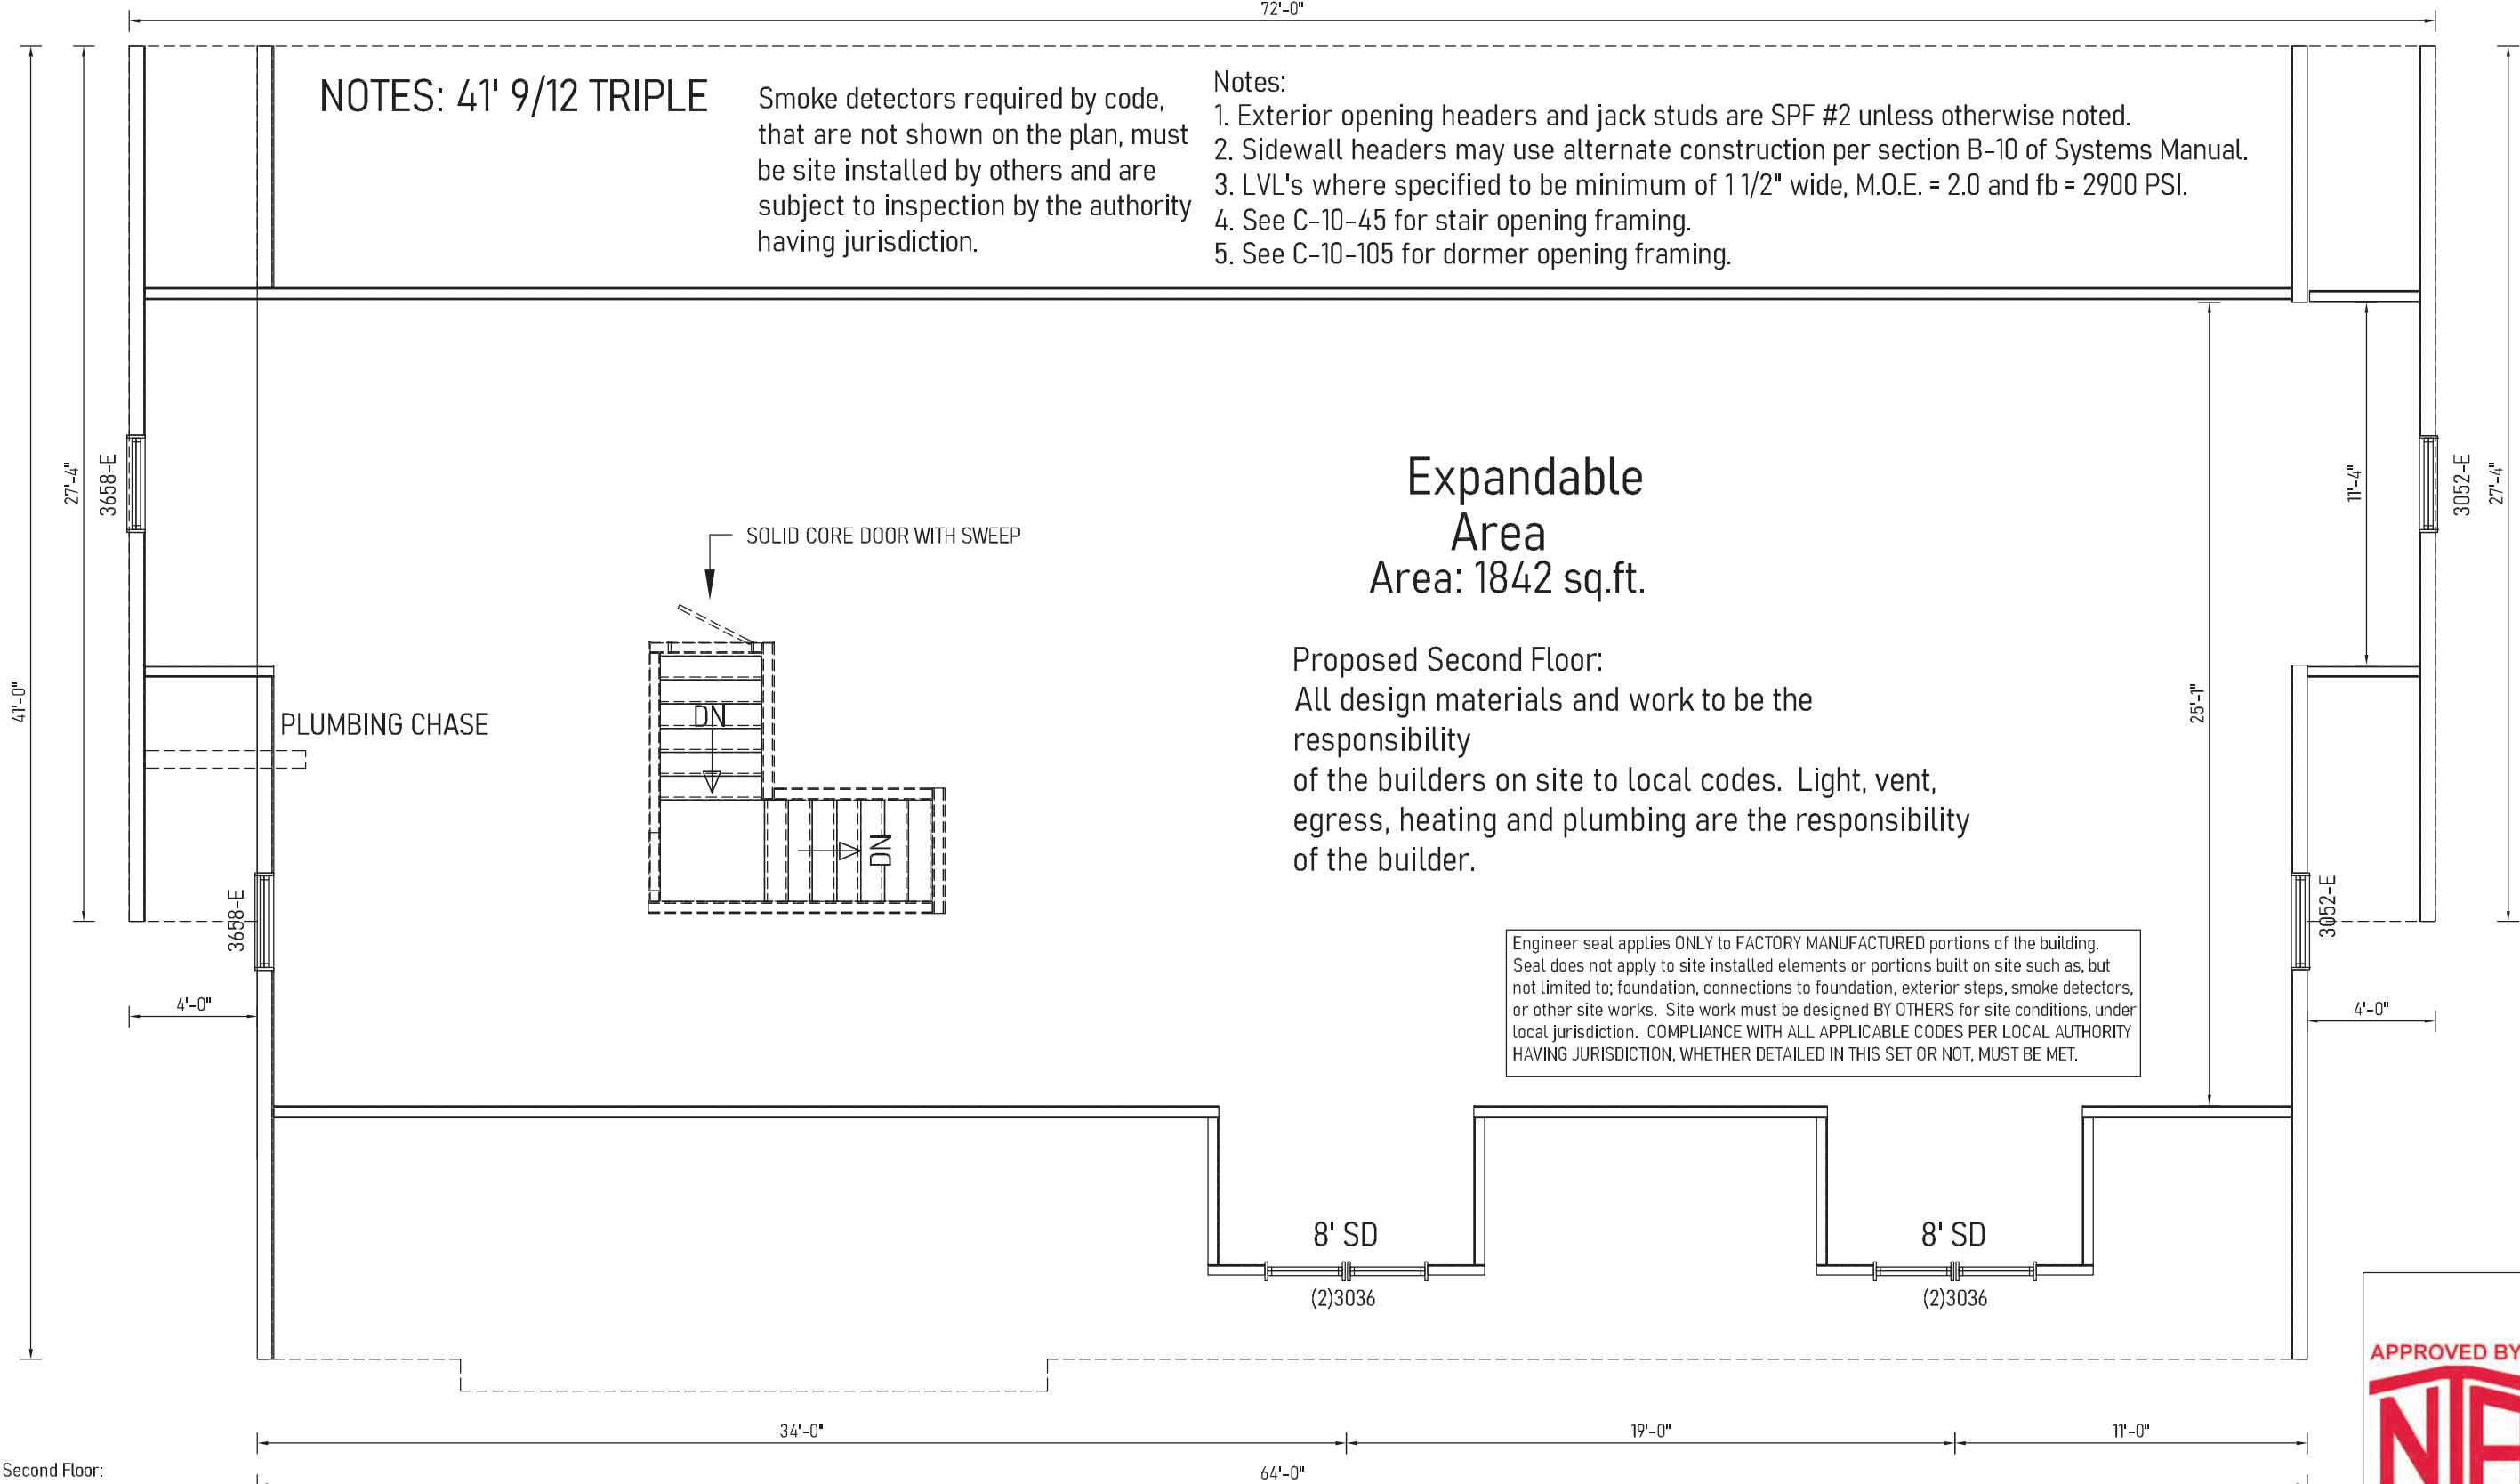 72'-0"
NOTES: 41' 9/12 TRIPLE
Smoke detectors required by code,
that are not shown on the plan, must
be site installed by others and are
subject to inspection by the authority
having jurisdiction.
Notes:
1. Exterior opening headers and jack studs are SPF #2 unless otherwise noted.
2. Sidewall headers may use alternate construction per section B-10 of Systems Manual.
3. LVL's where specified to be minimum of 1 1/2" wide, M.O.E. = 2.0 and fb = 2900 PSI.
4. See C-10-45 for stair opening framing.
5. See C-10-105 for dormer opening framing.
41'-0"
27'-4"
3658-E
SOLID CORE DOOR WITH SWEEP
Expandable
Area
Area: 1842 sq.ft.
11'-4"
3052-E
27'-4"
PLUMBING CHASE
DN
DN
Proposed Second Floor:
All design materials and work to be the
responsibility
of the builders on site to local codes. Light, vent,
egress, heating and plumbing are the responsibility
of the builder.
25'-1"
3658-E
3052-E
Engineer seal applies ONLY to FACTORY MANUFACTURED portions of the building.
Seal does not apply to site installed elements or portions built on site such as, but
not limited to; foundation, connections to foundation, exterior steps, smoke detectors,
or other site works. Site work must be designed BY OTHERS for site conditions, under
local jurisdiction. COMPLIANCE WITH ALL APPLICABLE CODES PER LOCAL AUTHORITY
HAVING JURISDICTION, WHETHER DETAILED IN THIS SET OR NOT, MUST BE MET.
4'-0"
4'-0"
8' SD
8' SD
(2)3036
(2)3036
APPROVED BY
34'-0"
19'-0"
11'-0"
Second Floor:
64'-0"